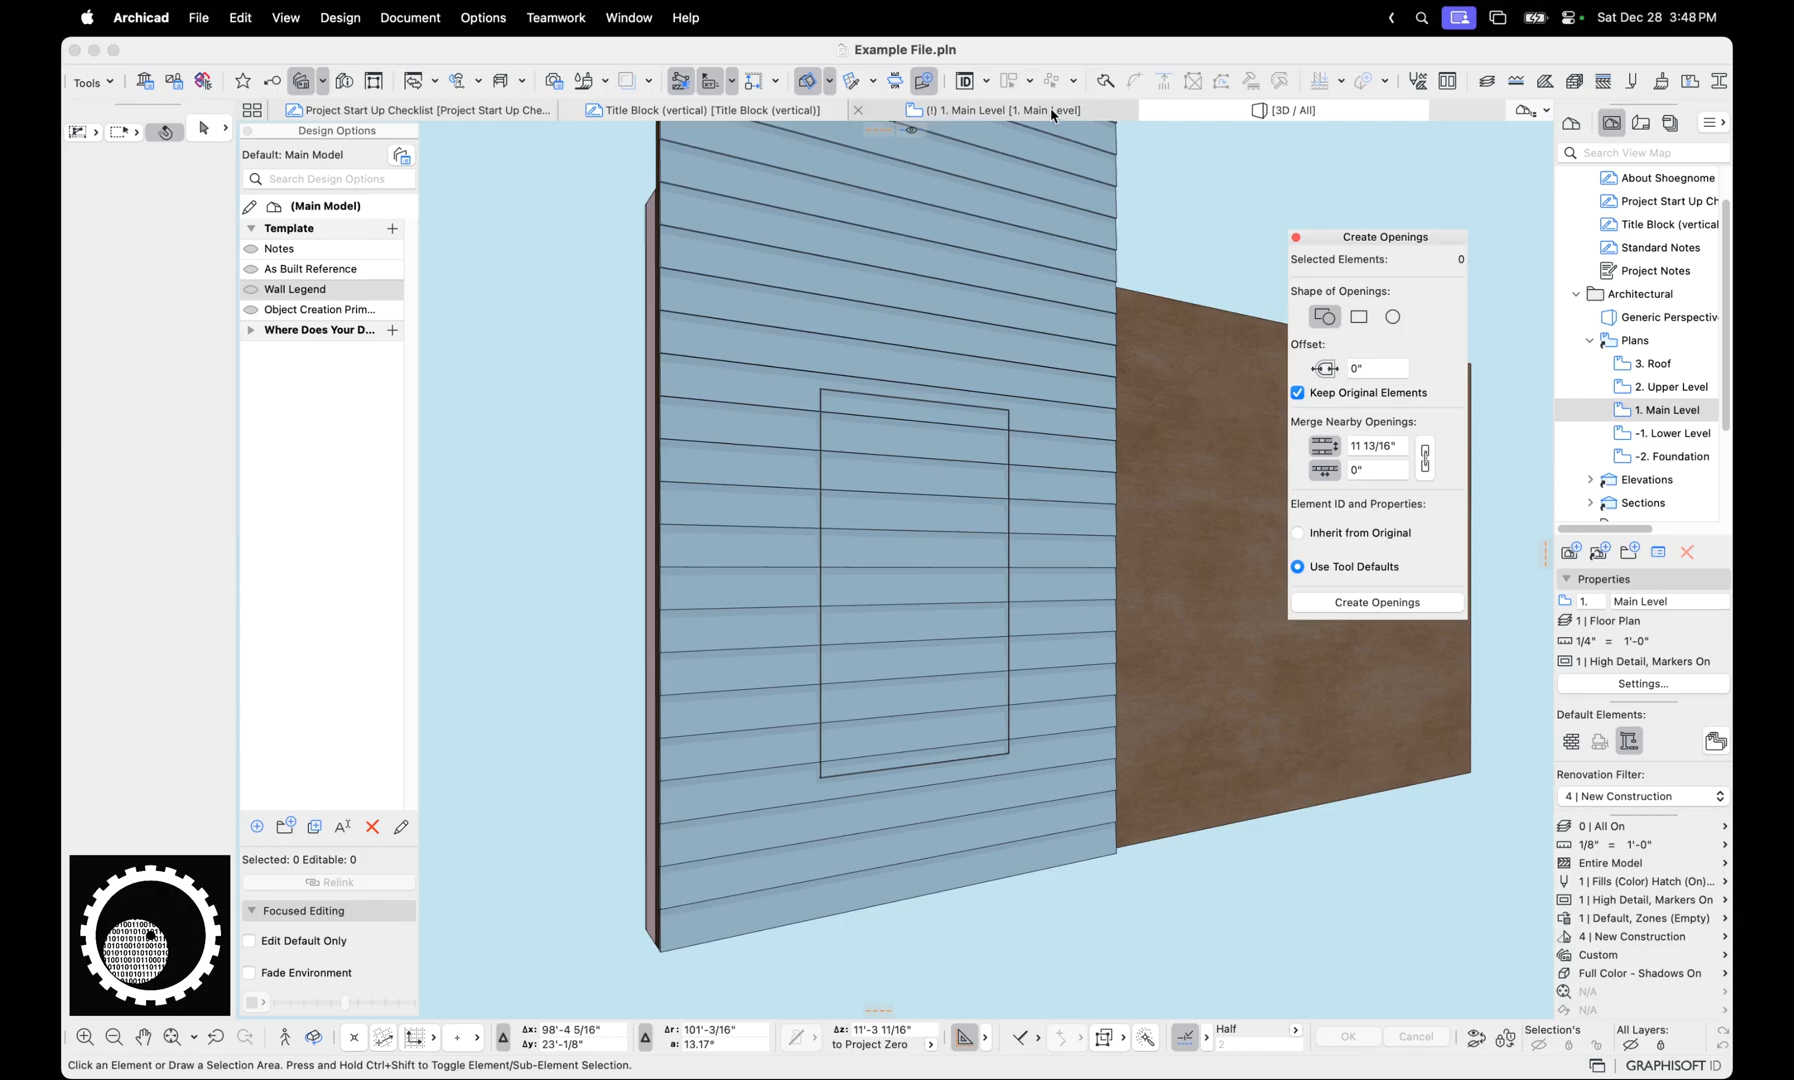 Archicad File Edit View Design Document Options Teamwork Window Help
Sat Dec 28 3:48 PM
Example File.pln
Tools
Project Start Up Checklist [Project Start Up Che...
Title Block (vertical) [Title Block (vertical)]
(!) 1. Main Level [1. Main Level]
[3D / All]
Design Options
Default: Main Model
Search Design Options
(Main Model)
Template
Notes
As Built Reference
Wall Legend
Object Creation Prim...
Where Does Your D...
Selected: 0 Editable: 0
Relink
Focused Editing
Edit Default Only
Fade Environment
Create Openings
Selected Elements: 0
Shape of Openings:
Offset:
0"
Keep Original Elements
Merge Nearby Openings:
11 13/16"
0"
Element ID and Properties:
Inherit from Original
Use Tool Defaults
Create Openings
Search View Map
About Shoegnome
Project Start Up Ch
Title Block (vertical
Standard Notes
Project Notes
Architectural
Generic Perspectiv
Plans
3. Roof
2. Upper Level
1. Main Level
-1. Lower Level
-2. Foundation
Elevations
Sections
Properties
1. Main Level
1 | Floor Plan
1/4" = 1'-0"
1 | High Detail, Markers On
Settings...
Default Elements:
Renovation Filter:
4 | New Construction
0 | All On
1/8" = 1'-0"
Entire Model
1 | Fills (Color) Hatch (On)...
1 | High Detail, Markers On
1 | Default, Zones (Empty)
4 | New Construction
Custom
Full Color - Shadows On
N/A
N/A
Δx: 98'-4 5/16"
Δy: 23'-1/8"
Δr: 101'-3/16"
a: 13.17°
Δz: 11'-3 11/16"
to Project Zero
Half
2
OK
Cancel
Selection's
All Layers:
Click an Element or Draw a Selection Area. Press and Hold Ctrl+Shift to Toggle Element/Sub-Element Selection.
GRAPHISOFT ID